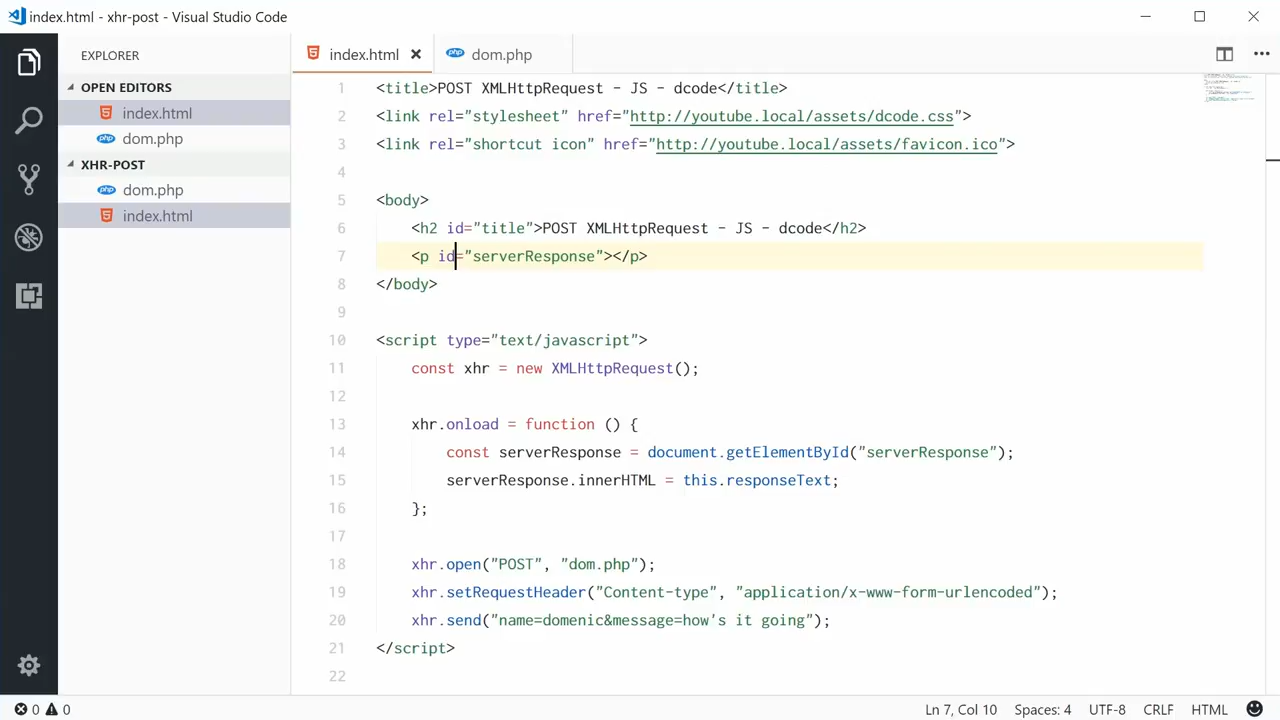 index.html - xhr-post - Visual Studio Code
EXPLORER
OPEN EDITORS
index.html
dom.php
XHR-POST
dom.php
index.html
index.html
dom.php
1 <title>POST XMLHttpRequest - JS - dcode</title>
2 <link rel="stylesheet" href="http://youtube.local/assets/dcode.css">
3 <link rel="shortcut icon" href="http://youtube.local/assets/favicon.ico">
4
5 <body>
6 <h2 id="title">POST XMLHttpRequest - JS - dcode</h2>
7 <p id="serverResponse"></p>
8 </body>
9
10 <script type="text/javascript">
11 const xhr = new XMLHttpRequest();
12
13 xhr.onload = function () {
14 const serverResponse = document.getElementById("serverResponse");
15 serverResponse.innerHTML = this.responseText;
16 };
17
18 xhr.open("POST", "dom.php");
19 xhr.setRequestHeader("Content-type", "application/x-www-form-urlencoded");
20 xhr.send("name=domenic&message=how's it going");
21 </script>
22
0 0
Ln 7, Col 10 Spaces: 4 UTF-8 CRLF HTML